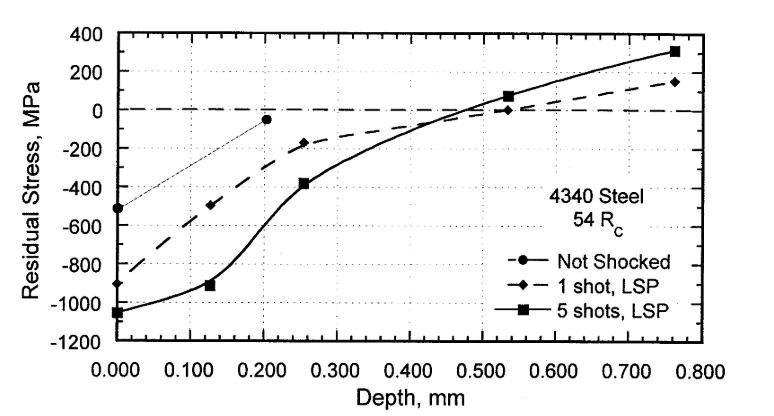 400
200
0
-200
-400
-600
-800
-1000
-1200
Residual Stress, MPa
4340 Steel
54 Rc
Not Shocked
1 shot, LSP
5 shots, LSP
0.000 0.100 0.200 0.300 0.400 0.500 0.600 0.700 0.800
Depth, mm